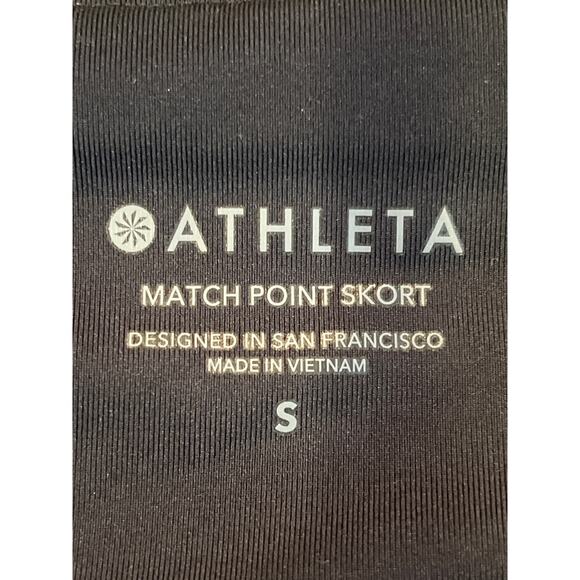 ATHLETA
MATCH POINT SKORT
DESIGNED IN SAN FRANCISCO
MADE IN VIETNAM
S